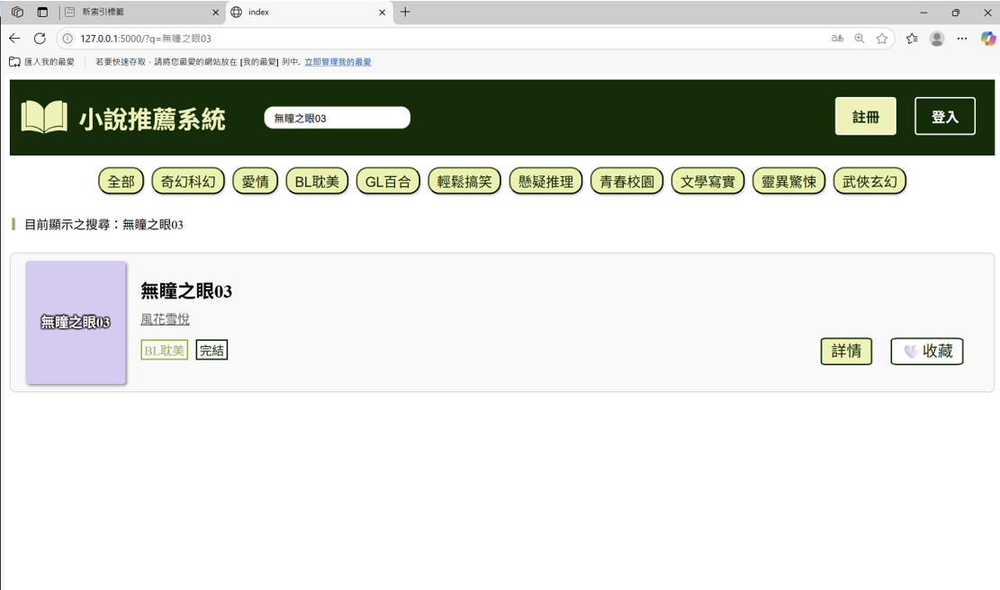 新索引標籤
index
127.0.0.1:5000/?q=無瞳之眼03
匯入我的最愛
若要快速存取，請將您最愛的網站放在 [我的最愛] 列中. 立即管理我的最愛
小說推薦系統
無瞳之眼03
註冊
登入
全部
奇幻科幻
愛情
BL耽美
GL百合
輕鬆搞笑
懸疑推理
青春校園
文學寫實
靈異驚悚
武俠玄幻
目前顯示之搜尋：無瞳之眼03
無瞳之眼03
無瞳之眼03
風花雪悅
BL耽美
完結
詳情
收藏